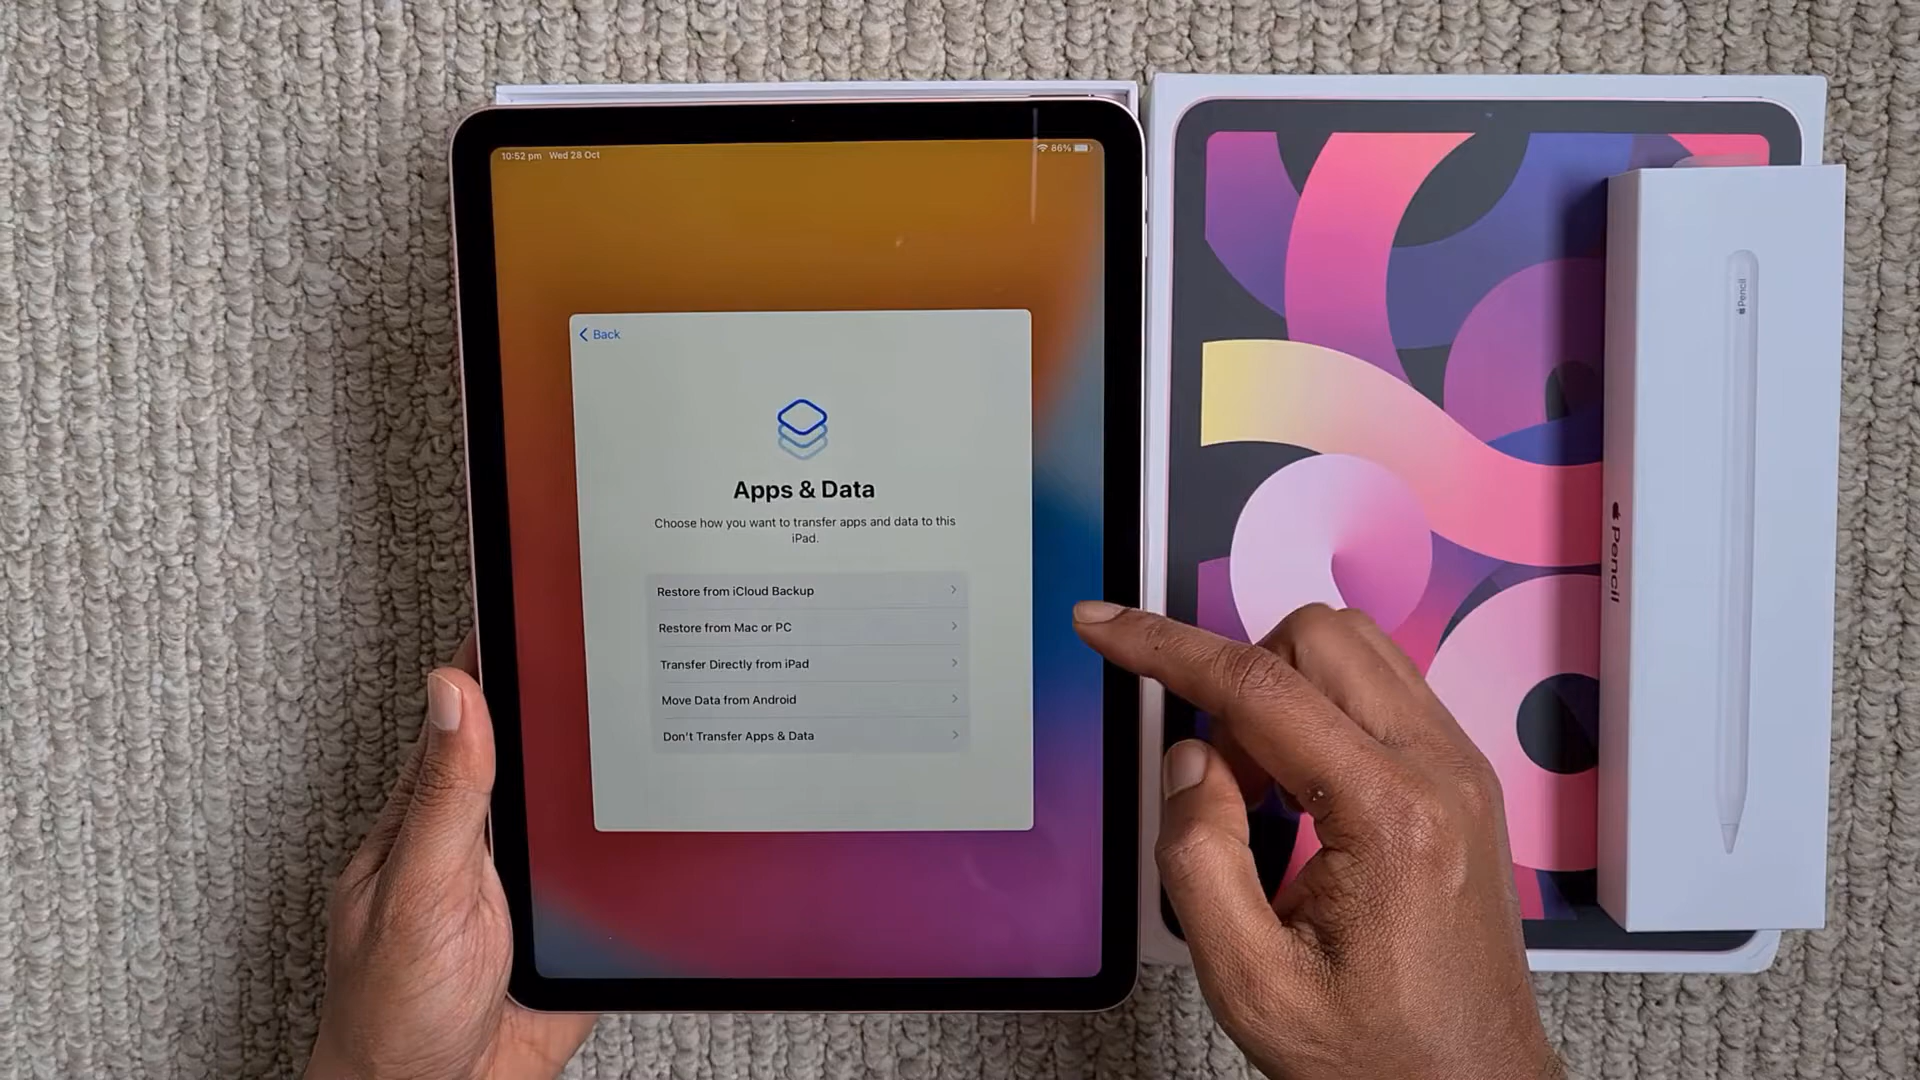 10:52 pm Wed 28 Oct
86%
Back
Apps & Data
Choose how you want to transfer apps and data to this
iPad.
Restore from iCloud Backup
Restore from Mac or PC
Transfer Directly from iPad
Move Data from Android
Don't Transfer Apps & Data
Pencil
Pencil